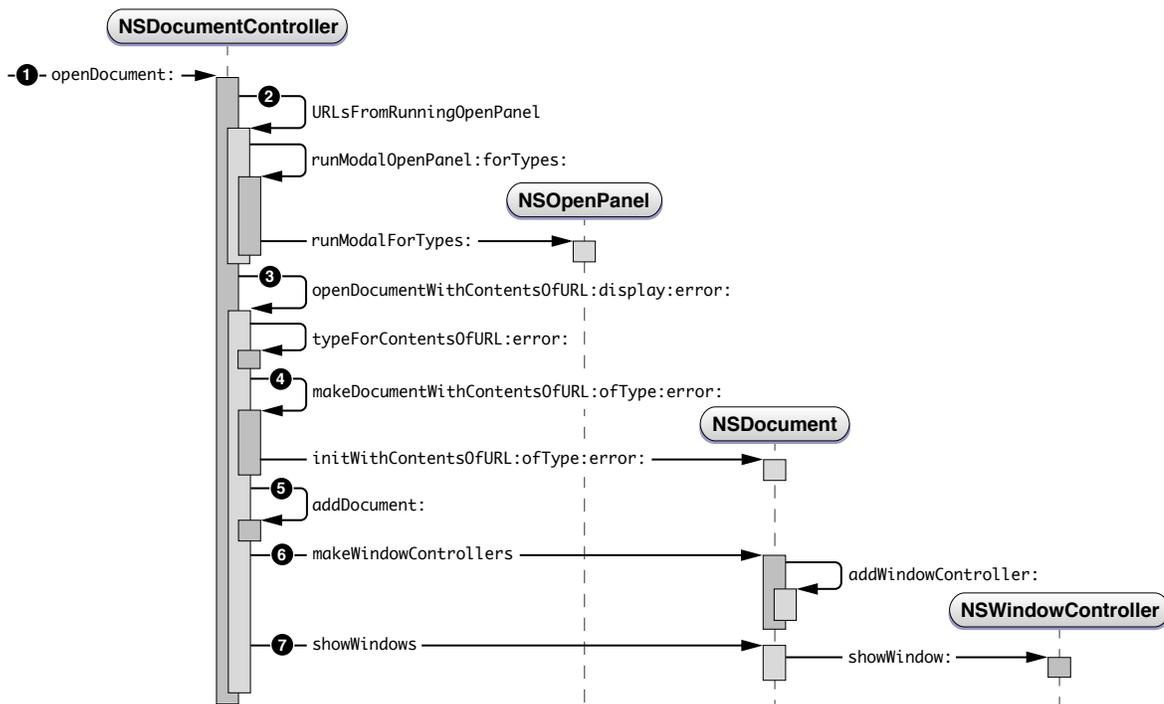 NSDocumentController
1 openDocument:
2
URLsFromRunningOpenPanel
runModalOpenPanel:forTypes:
NSOpenPanel
runModalForTypes:
3
openDocumentWithContentsOfURL:display:error:
typeForContentsOfURL:error:
4
makeDocumentWithContentsOfURL:ofType:error:
NSDocument
initWithContentsOfURL:ofType:error:
5
addDocument:
6 makeWindowControllers
addWindowController:
NSWindowController
7 showWindows
showWindow: